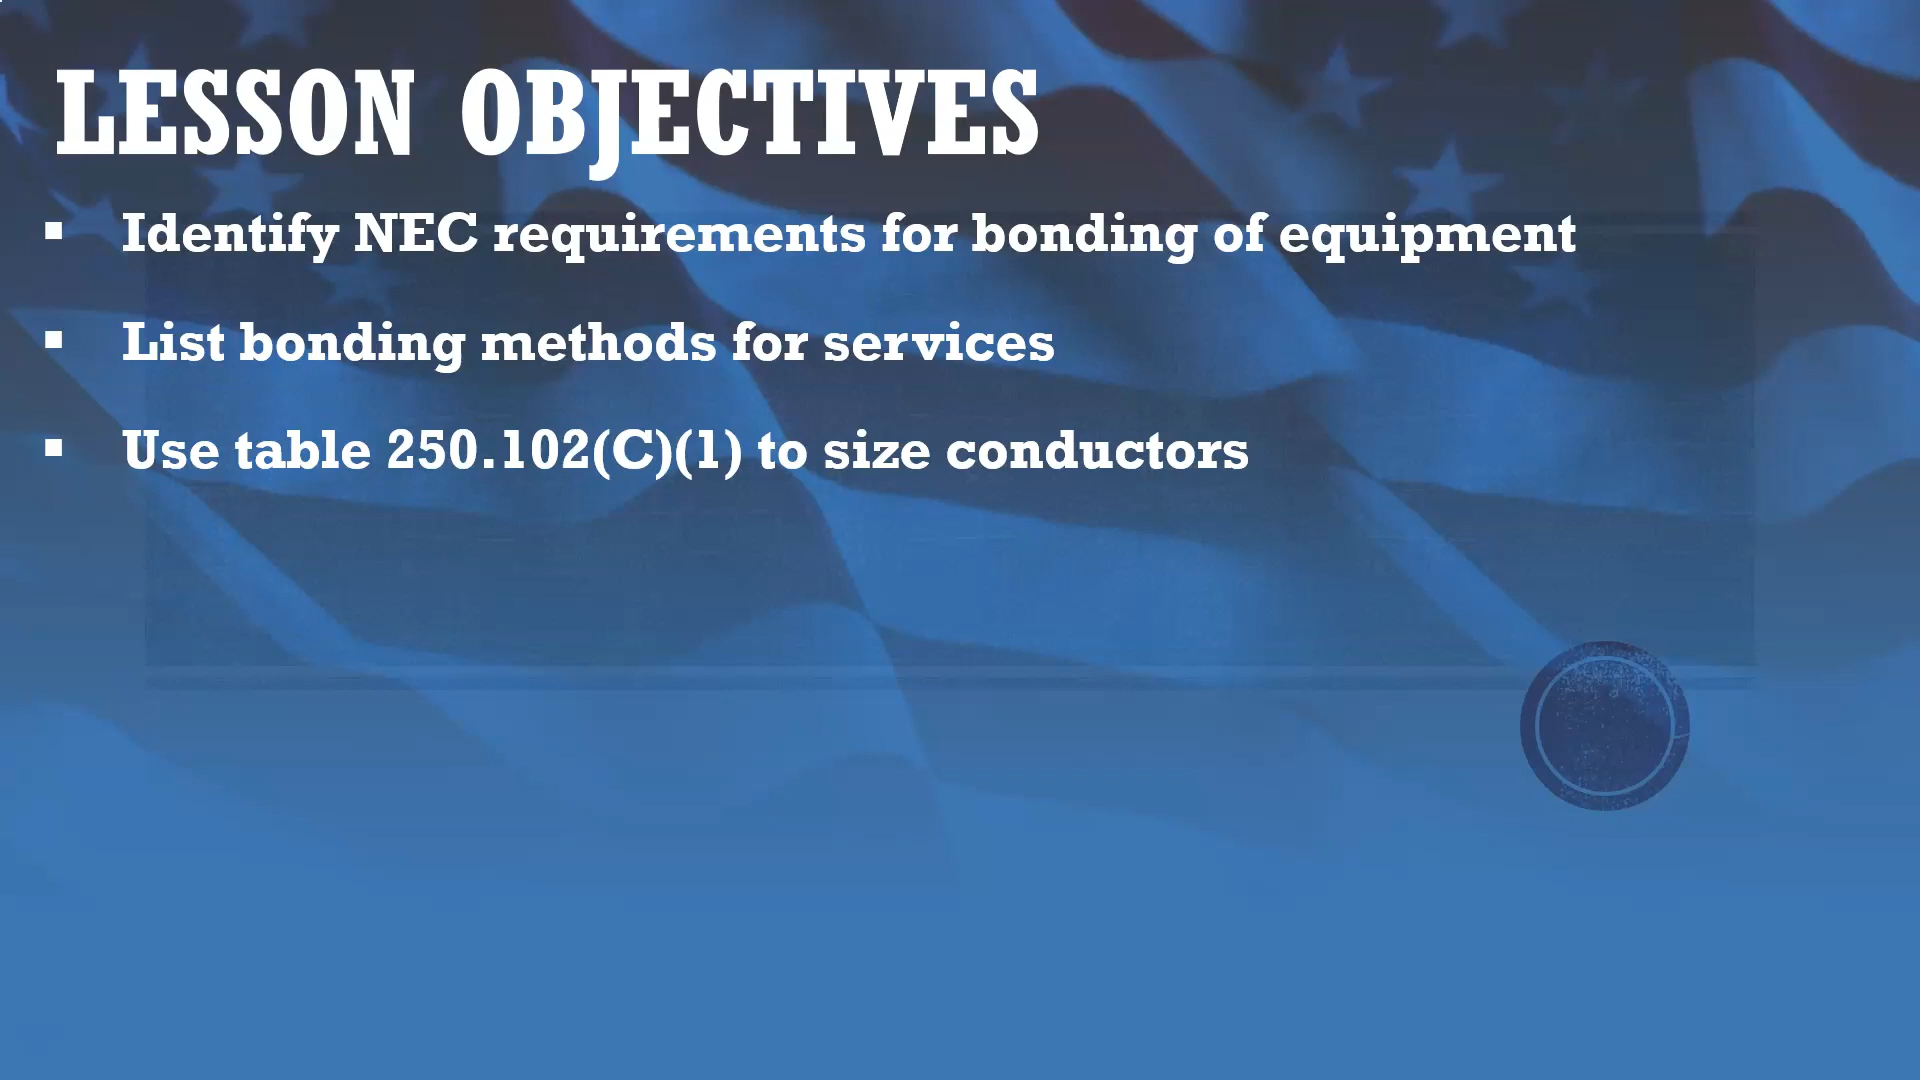 LESSON OBJECTIVES
▪ Identify NEC requirements for bonding of equipment
▪ List bonding methods for services
▪ Use table 250.102(C)(1) to size conductors